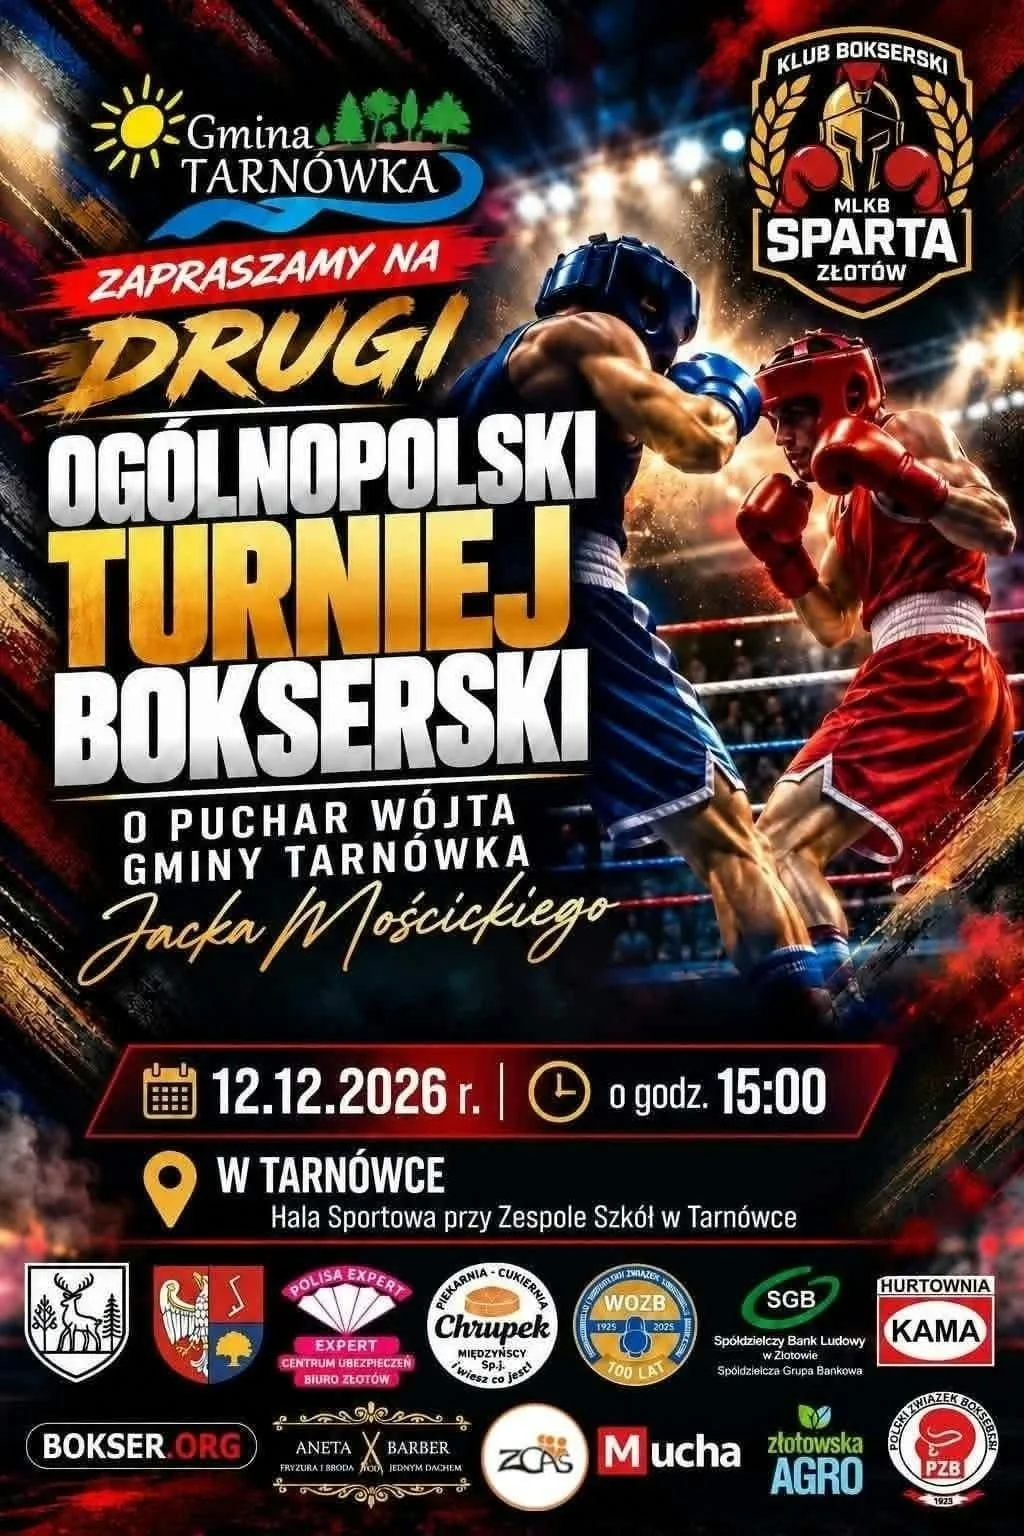 Gmina
TARNÓWKA
KLUB BOKSERSKI
MLKB
SPARTA
ZŁOTÓW
ZAPRASZAMY NA
DRUGI
OGÓLNOPOLSKI
TURNIEJ
BOKSERSKI
O PUCHAR WÓJTA
GMINY TARNÓWKA
Jacka Mościckiego
12.12.2026 r. | o godz. 15:00
W TARNÓWCE
Hala Sportowa przy Zespole Szkół w Tarnówce
POLISA EXPERT
EXPERT
CENTRUM UBEZPIECZEŃ
BIURO ZŁOTÓW
PIEKARNIA - CUKIERNIA
Chrupek
MIĘDZYŃSCY
Sp.j.
i wiesz co jesz!
WOZB
1925 2025
100 LAT
SGB
Spółdzielczy Bank Ludowy
w Złotowie
Spółdzielcza Grupa Bankowa
HURTOWNIA
KAMA
BOKSER.ORG
ANETA BARBER
FRYZURA I BRODA POD JEDNYM DACHEM
ZCAS
Mucha
złotowska
AGRO
POLSKI ZWIĄZEK BOKSERSKI
PZB
1923